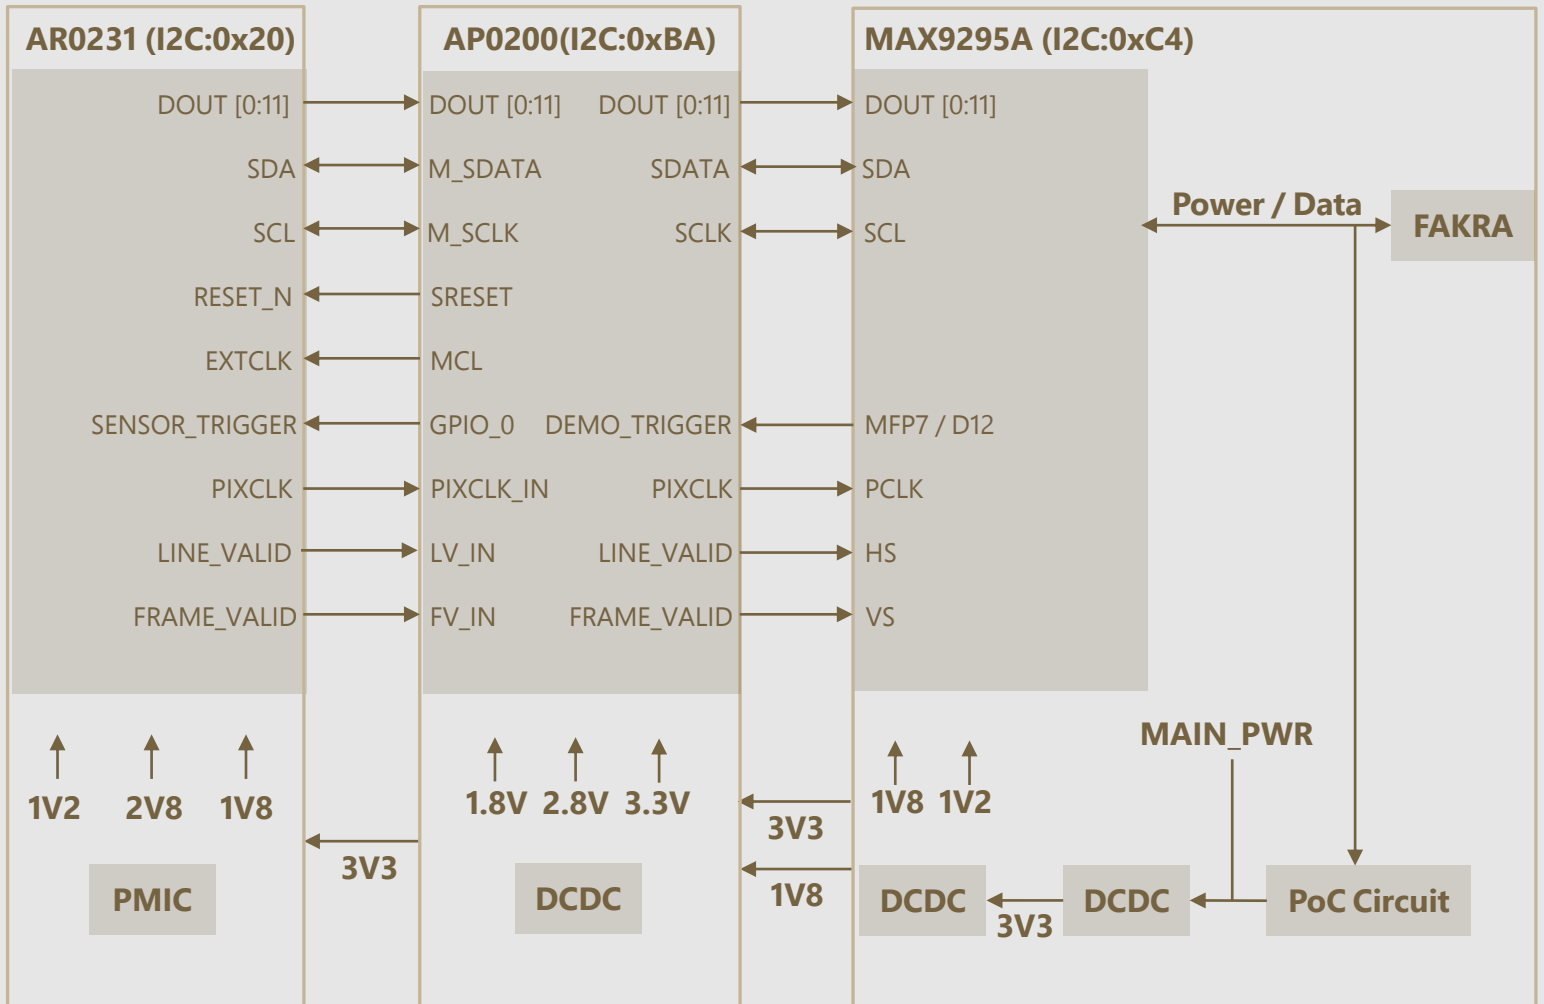 AR0231 (I2C:0x20)
AP0200(I2C:0xBA)
MAX9295A (I2C:0xC4)
DOUT [0:11]
DOUT [0:11]
DOUT [0:11]
DOUT [0:11]
SDA
M_SDATA
SDATA
SDA
SCL
M_SCLK
SCLK
SCL
Power / Data
FAKRA
RESET_N
SRESET
EXTCLK
MCL
SENSOR_TRIGGER
GPIO_0
DEMO_TRIGGER
MFP7 / D12
PIXCLK
PIXCLK_IN
PIXCLK
PCLK
LINE_VALID
LV_IN
LINE_VALID
HS
FRAME_VALID
FV_IN
FRAME_VALID
VS
MAIN_PWR
1V2
2V8
1V8
1.8V
2.8V
3.3V
1V8
1V2
3V3
3V3
1V8
PMIC
DCDC
DCDC
3V3
DCDC
PoC Circuit